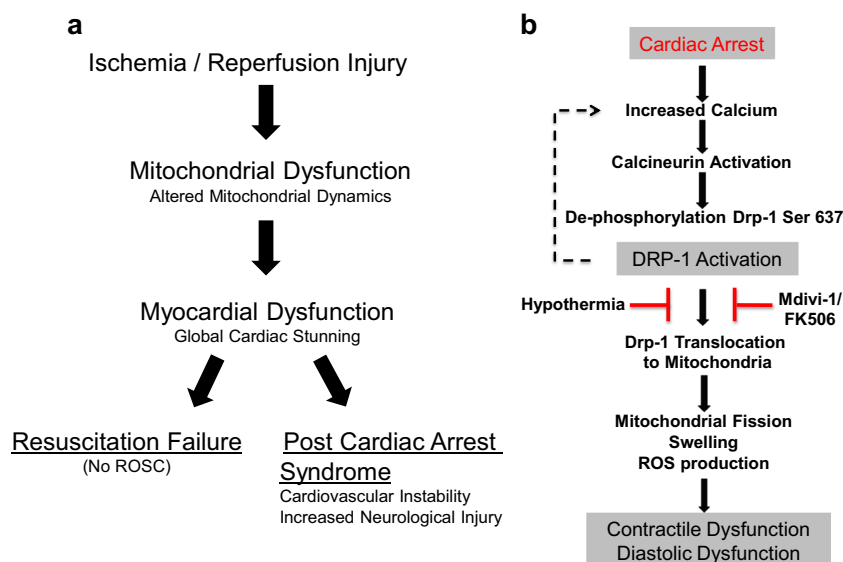 a
Ischemia / Reperfusion Injury
Mitochondrial Dysfunction
Altered Mitochondrial Dynamics
Myocardial Dysfunction
Global Cardiac Stunning
Resuscitation Failure
(No ROSC)
Post Cardiac Arrest
Syndrome
Cardiovascular Instability
Increased Neurological Injury
b
Cardiac Arrest
Increased Calcium
Calcineurin Activation
De-phosphorylation Drp-1 Ser 637
DRP-1 Activation
Hypothermia
Mdivi-1/
FK506
Drp-1 Translocation
to Mitochondria
Mitochondrial Fission
Swelling
ROS production
Contractile Dysfunction
Diastolic Dysfunction